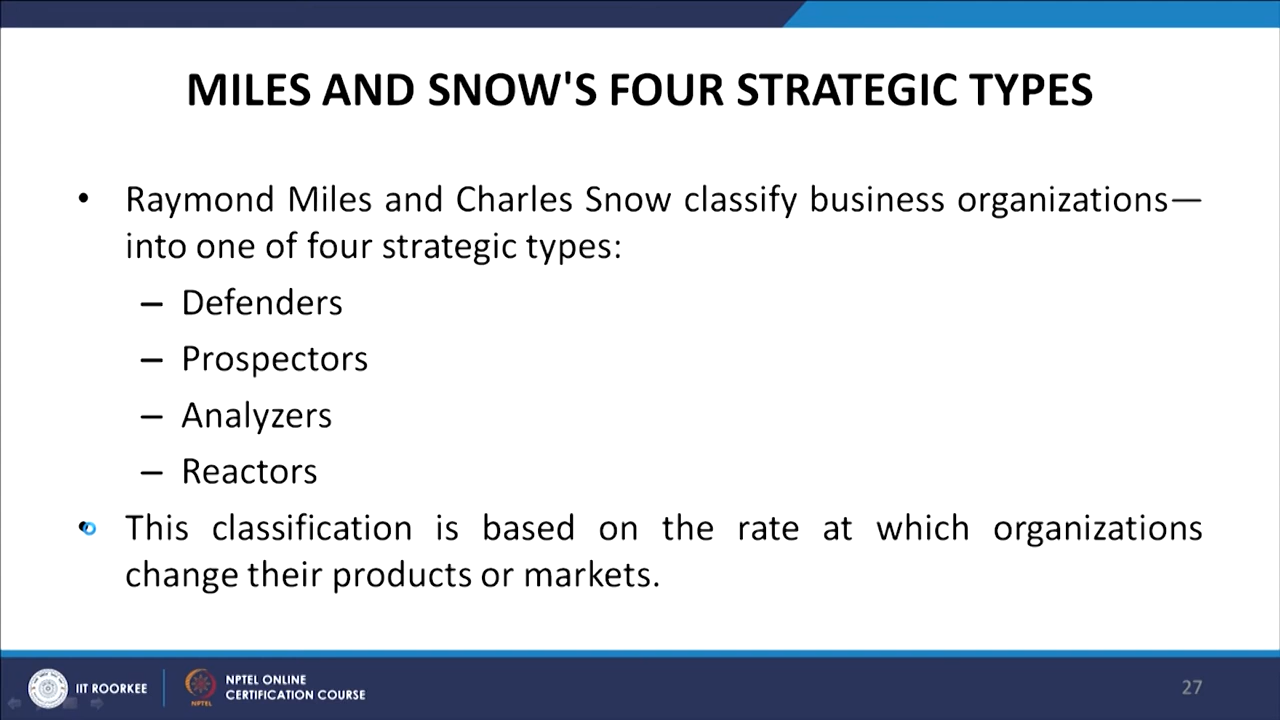 MILES AND SNOW'S FOUR STRATEGIC TYPES
• Raymond Miles and Charles Snow classify business organizations—
into one of four strategic types:
– Defenders
– Prospectors
– Analyzers
– Reactors
• This classification is based on the rate at which organizations
change their products or markets.
IIT ROORKEE
NPTEL
NPTEL ONLINE
CERTIFICATION COURSE
27